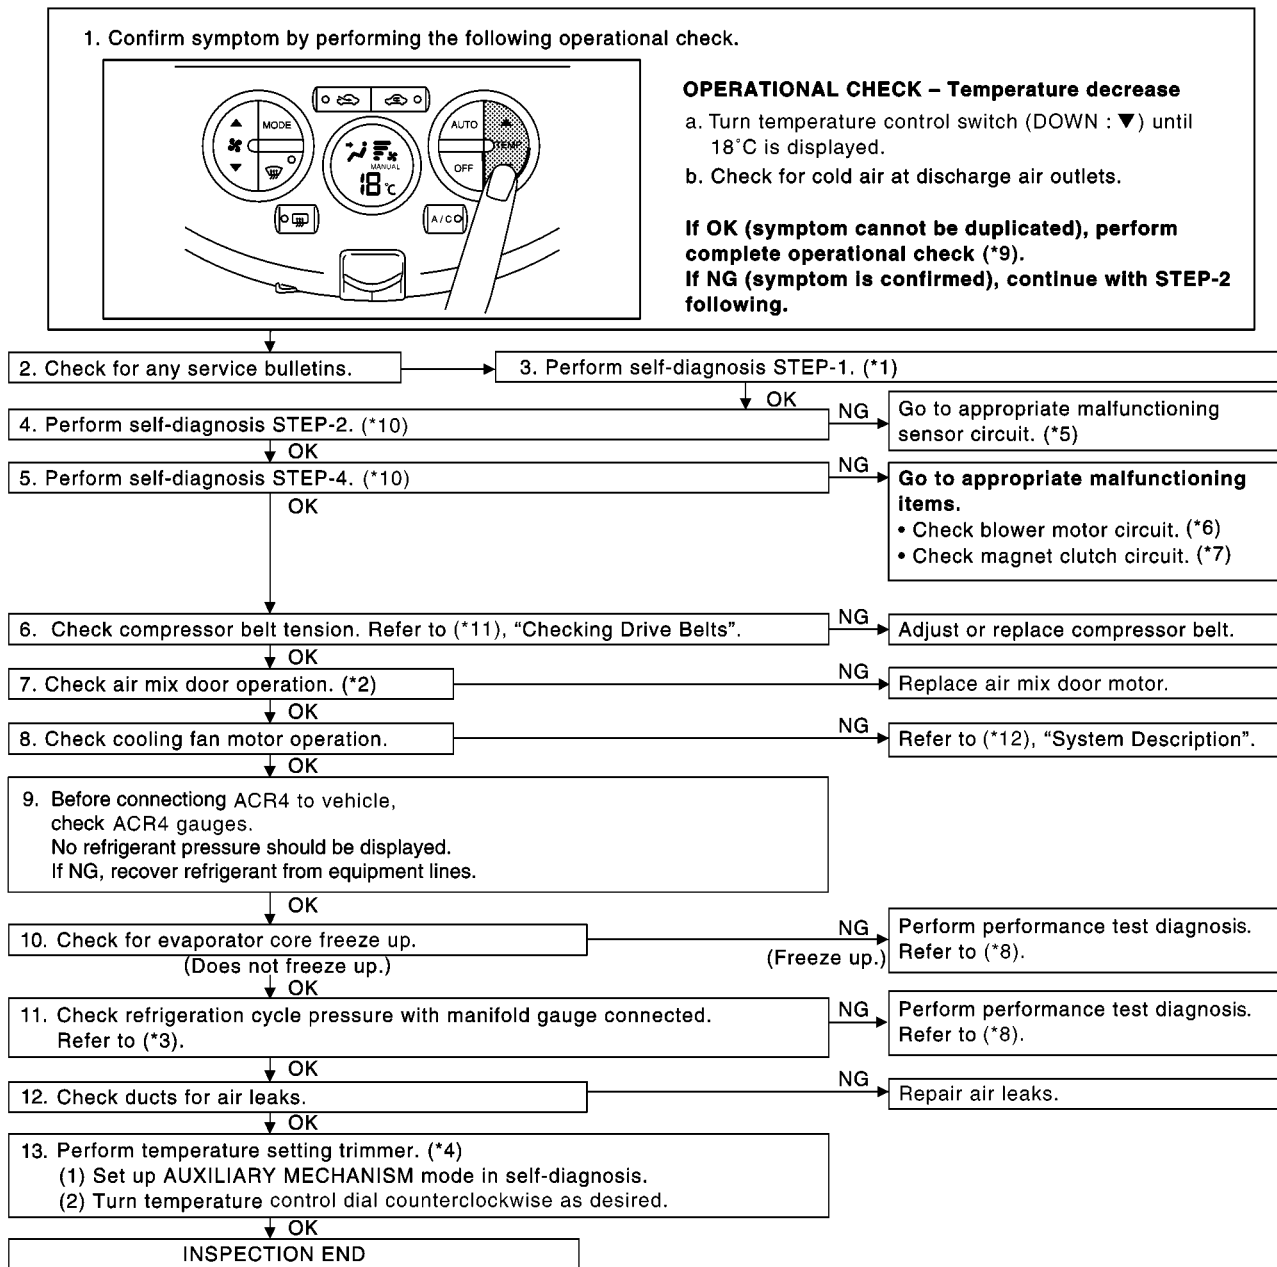 1. Confirm symptom by performing the following operational check.
MODE
AUTO
TEMP
OFF
MANUAL
18°C
A/C
OPERATIONAL CHECK – Temperature decrease
a. Turn temperature control switch (DOWN : ▼) until
18°C is displayed.
b. Check for cold air at discharge air outlets.
If OK (symptom cannot be duplicated), perform
complete operational check (*9).
If NG (symptom is confirmed), continue with STEP-2
following.
2. Check for any service bulletins.
3. Perform self-diagnosis STEP-1. (*1)
OK
4. Perform self-diagnosis STEP-2. (*10)
NG
Go to appropriate malfunctioning
sensor circuit. (*5)
OK
5. Perform self-diagnosis STEP-4. (*10)
NG
Go to appropriate malfunctioning
items.
• Check blower motor circuit. (*6)
• Check magnet clutch circuit. (*7)
OK
6. Check compressor belt tension. Refer to (*11), “Checking Drive Belts”.
NG
Adjust or replace compressor belt.
OK
7. Check air mix door operation. (*2)
NG
Replace air mix door motor.
OK
8. Check cooling fan motor operation.
NG
Refer to (*12), “System Description”.
OK
9. Before connectiong ACR4 to vehicle,
check ACR4 gauges.
No refrigerant pressure should be displayed.
If NG, recover refrigerant from equipment lines.
OK
10. Check for evaporator core freeze up.
NG
(Freeze up.)
Perform performance test diagnosis.
Refer to (*8).
(Does not freeze up.)
OK
11. Check refrigeration cycle pressure with manifold gauge connected.
Refer to (*3).
NG
Perform performance test diagnosis.
Refer to (*8).
OK
12. Check ducts for air leaks.
NG
Repair air leaks.
OK
13. Perform temperature setting trimmer. (*4)
(1) Set up AUXILIARY MECHANISM mode in self-diagnosis.
(2) Turn temperature control dial counterclockwise as desired.
OK
INSPECTION END